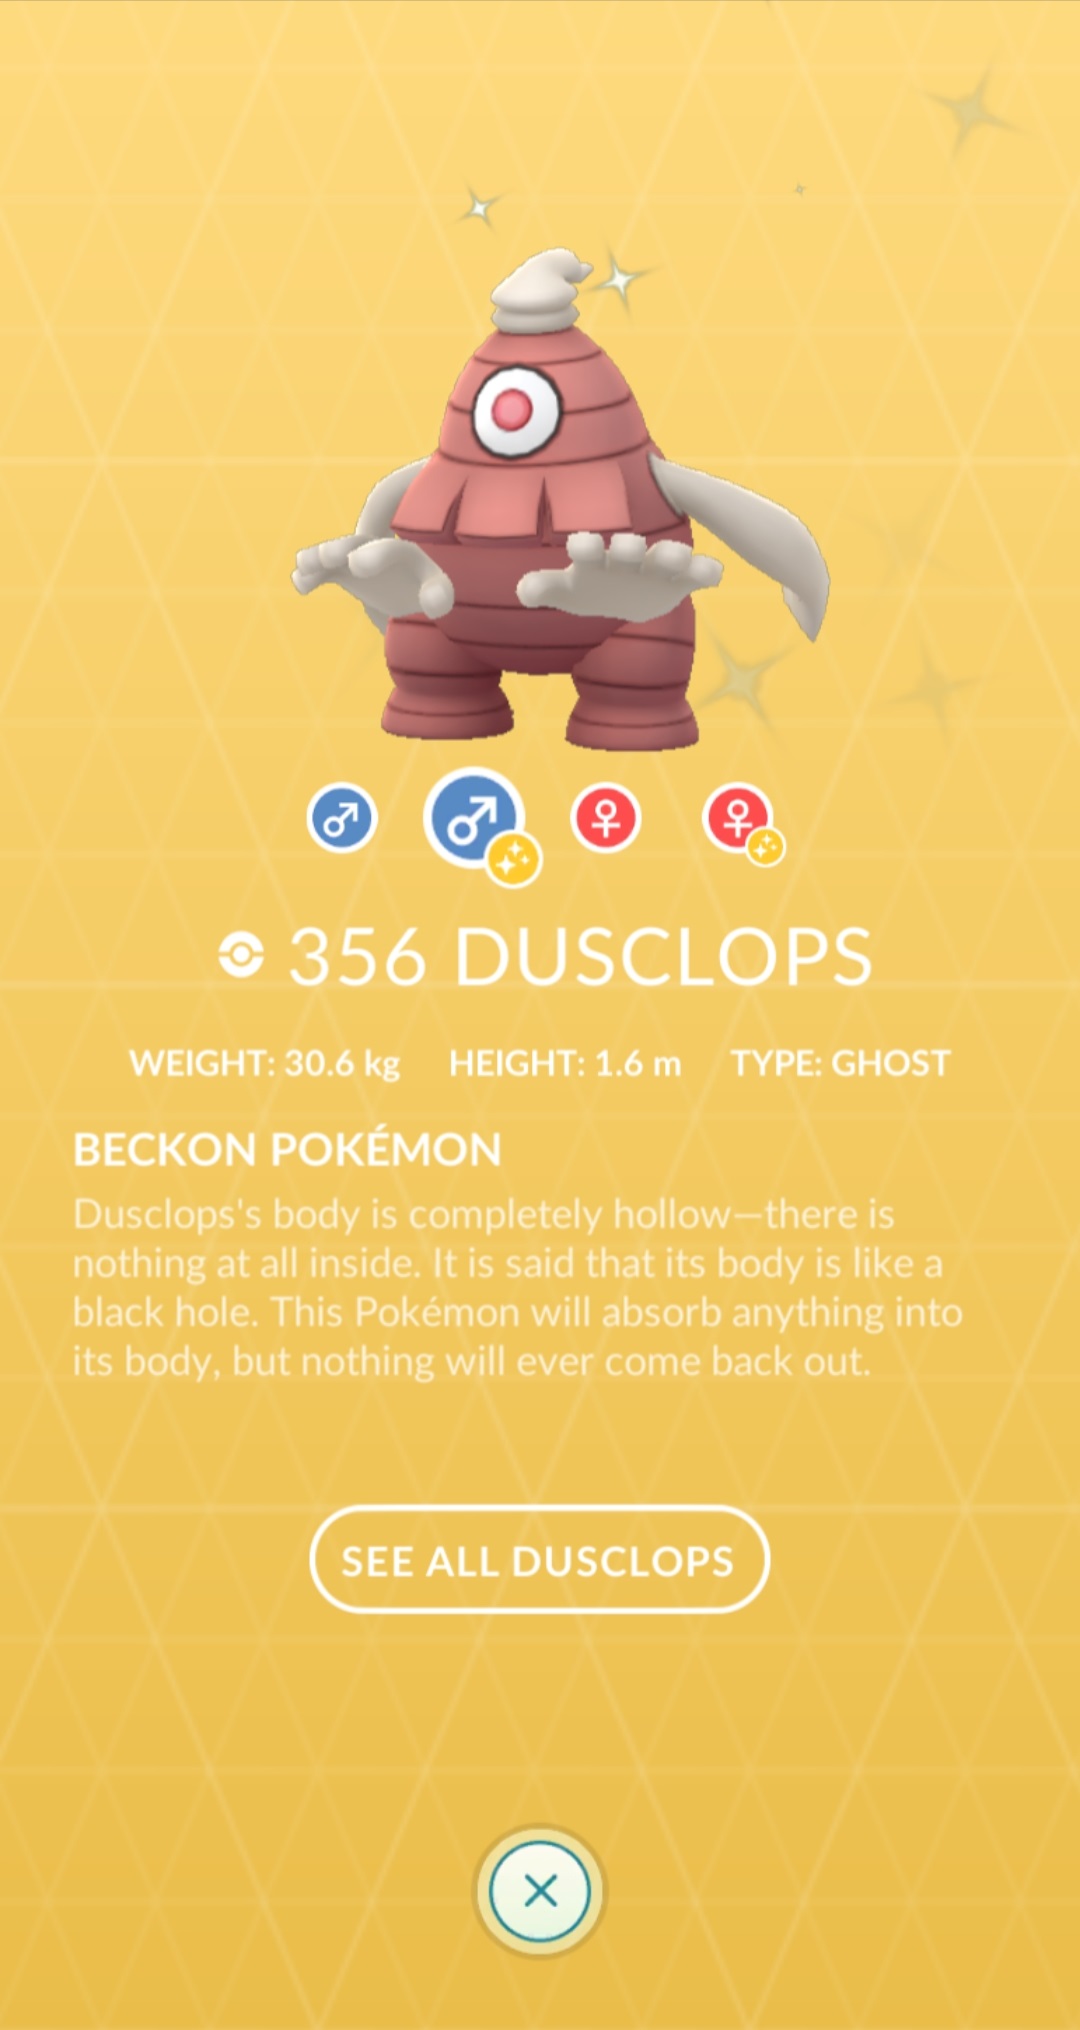 356 DUSCLOPS
WEIGHT: 30.6 kg HEIGHT: 1.6 m TYPE: GHOST
BECKON POKÉMON
Dusclops's body is completely hollow—there is
nothing at all inside. It is said that its body is like a
black hole. This Pokémon will absorb anything into
its body, but nothing will ever come back out.
SEE ALL DUSCLOPS